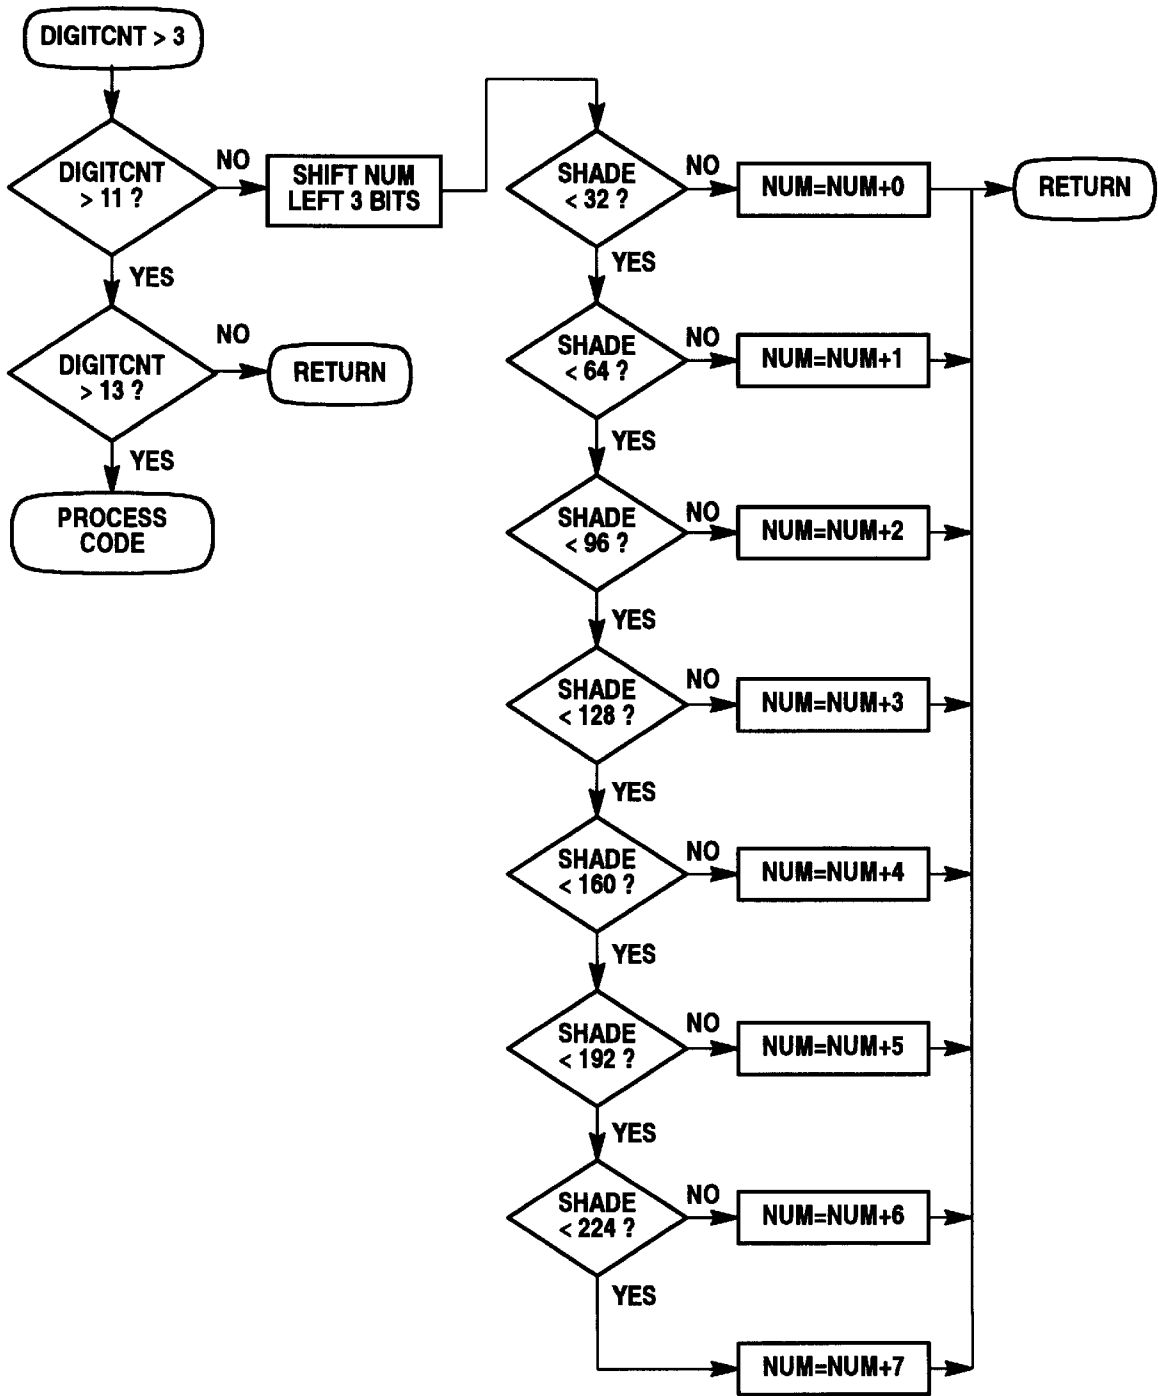 DIGITCNT > 3
DIGITCNT
> 11 ?
NO
SHIFT NUM
LEFT 3 BITS
YES
DIGITCNT
> 13 ?
NO
RETURN
YES
PROCESS
CODE
SHADE
< 32 ?
NO
NUM=NUM+0
RETURN
YES
SHADE
< 64 ?
NO
NUM=NUM+1
YES
SHADE
< 96 ?
NO
NUM=NUM+2
YES
SHADE
< 128 ?
NO
NUM=NUM+3
YES
SHADE
< 160 ?
NO
NUM=NUM+4
YES
SHADE
< 192 ?
NO
NUM=NUM+5
YES
SHADE
< 224 ?
NO
NUM=NUM+6
YES
NUM=NUM+7